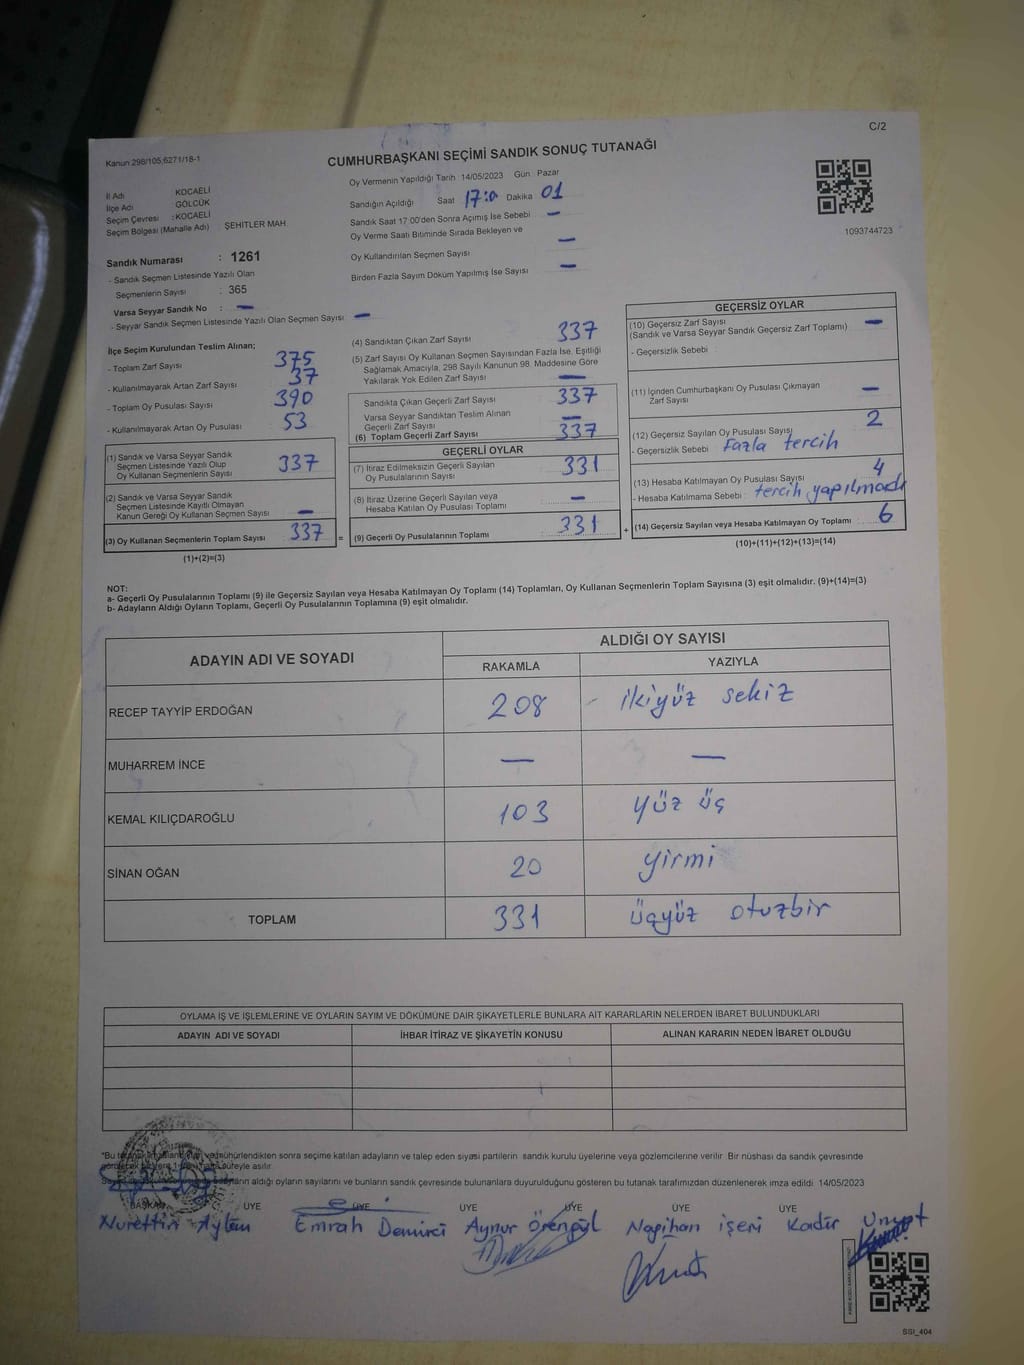 C/2
Kanun 298/105;6271/18-1
CUMHURBAŞKANI SEÇİMİ SANDIK SONUÇ TUTANAĞI
İl Adı : KOCAELİ
İlçe Adı : GÖLCÜK
Seçim Çevresi : KOCAELİ
Seçim Bölgesi (Mahalle Adı) : ŞEHİTLER MAH.
Sandık Numarası : 1261
- Sandık Seçmen Listesinde Yazılı Olan
Seçmenlerin Sayısı : 365
Varsa Seyyar Sandık No : —
- Seyyar Sandık Seçmen Listesinde Yazılı Olan Seçmen Sayısı : —
Oy Vermenin Yapıldığı Tarih 14/05/2023 Gün Pazar
Sandığın Açıldığı Saat 17:0 Dakika 01
Sandık Saat 17:00'den Sonra Açılmış İse Sebebi —
Oy Verme Saati Bitiminde Sırada Bekleyen ve
Oy Kullandırılan Seçmen Sayısı —
Birden Fazla Sayım Döküm Yapılmış İse Sayısı —
1093744723
İlçe Seçim Kurulundan Teslim Alınan;
- Toplam Zarf Sayısı 375
- Kullanılmayarak Artan Zarf Sayısı 37
- Toplam Oy Pusulası Sayısı 390
- Kullanılmayarak Artan Oy Pusulası 53
(1) Sandık ve Varsa Seyyar Sandık
Seçmen Listesinde Yazılı Olup
Oy Kullanan Seçmenlerin Sayısı 337
(2) Sandık ve Varsa Seyyar Sandık
Seçmen Listesinde Kayıtlı Olmayan
Kanun Gereği Oy Kullanan Seçmen Sayısı —
(3) Oy Kullanan Seçmenlerin Toplam Sayısı 337 =
(1)+(2)=(3)
(4) Sandıktan Çıkan Zarf Sayısı 337
(5) Zarf Sayısı Oy Kullanan Seçmen Sayısından Fazla İse, Eşitliği
Sağlamak Amacıyla, 298 Sayılı Kanunun 98. Maddesine Göre
Yakılarak Yok Edilen Zarf Sayısı —
Sandıkta Çıkan Geçerli Zarf Sayısı 337
Varsa Seyyar Sandıktan Teslim Alınan
Geçerli Zarf Sayısı —
(6) Toplam Geçerli Zarf Sayısı 337
GEÇERLİ OYLAR
(7) İtiraz Edilmeksizin Geçerli Sayılan
Oy Pusulasının Sayısı 331
(8) İtiraz Üzerine Geçerli Sayılan veya
Hesaba Katılan Oy Pusulası Toplamı —
(9) Geçerli Oy Pusulalarının Toplamı 331 +
GEÇERSİZ OYLAR
(10) Geçersiz Zarf Sayısı
(Sandık ve Varsa Seyyar Sandık Geçersiz Zarf Toplamı) —
- Geçersizlik Sebebi
(11) İçinden Cumhurbaşkanı Oy Pusulası Çıkmayan
Zarf Sayısı —
(12) Geçersiz Sayılan Oy Pusulası Sayısı 2
- Geçersizlik Sebebi Fazla tercih
(13) Hesaba Katılmayan Oy Pusulası Sayısı 4
- Hesaba Katılmama Sebebi : tercih yapılmadı
(14) Geçersiz Sayılan veya Hesaba Katılmayan Oy Toplamı 6
(10)+(11)+(12)+(13)=(14)
NOT:
a- Geçerli Oy Pusulalarının Toplamı (9) ile Geçersiz Sayılan veya Hesaba Katılmayan Oy Toplamı (14) Toplamları, Oy Kullanan Seçmenlerin Toplam Sayısına (3) eşit olmalıdır. (9)+(14)=(3)
b- Adayların Aldığı Oyların Toplamı, Geçerli Oy Pusulalarının Toplamına (9) eşit olmalıdır.
ADAYIN ADI VE SOYADI ALDIĞI OY SAYISI
RAKAMLA YAZIYLA
RECEP TAYYİP ERDOĞAN 208 - ikiyüz sekiz
MUHARREM İNCE — —
KEMAL KILIÇDAROĞLU 103 yüz üç
SİNAN OĞAN 20 yirmi
TOPLAM 331 üçyüz otuzbir
OYLAMA İŞ VE İŞLEMLERİNE VE OYLARIN SAYIM VE DÖKÜMÜNE DAİR ŞİKAYETLERLE BUNLARA AİT KARARLARIN NELERDEN İBARET BULUNDUKLARI
ADAYIN ADI VE SOYADI İHBAR İTİRAZ VE ŞİKAYETİN KONUSU ALINAN KARARIN NEDEN İBARET OLDUĞU
*Bu mühürlendikten sonra seçime katılan adayların ve talep eden siyasi partilerin sandık kurulu üyelerine veya gözlemcilerine verilir. Bir nüshası da sandık çevresinde
süreyle asılır.
aldığı oyların sayılarını ve bunların sandık çevresinde bulunanlara duyurulduğunu gösteren bu tutanak tarafımızdan düzenlenerek imza edildi. 14/05/2023
BAŞKAN ÜYE ÜYE ÜYE ÜYE ÜYE ÜYE
Nurettin Aylan Emrah Demirci Aynur Örengül Nagihan işeri Kadir Umut
SSI_404